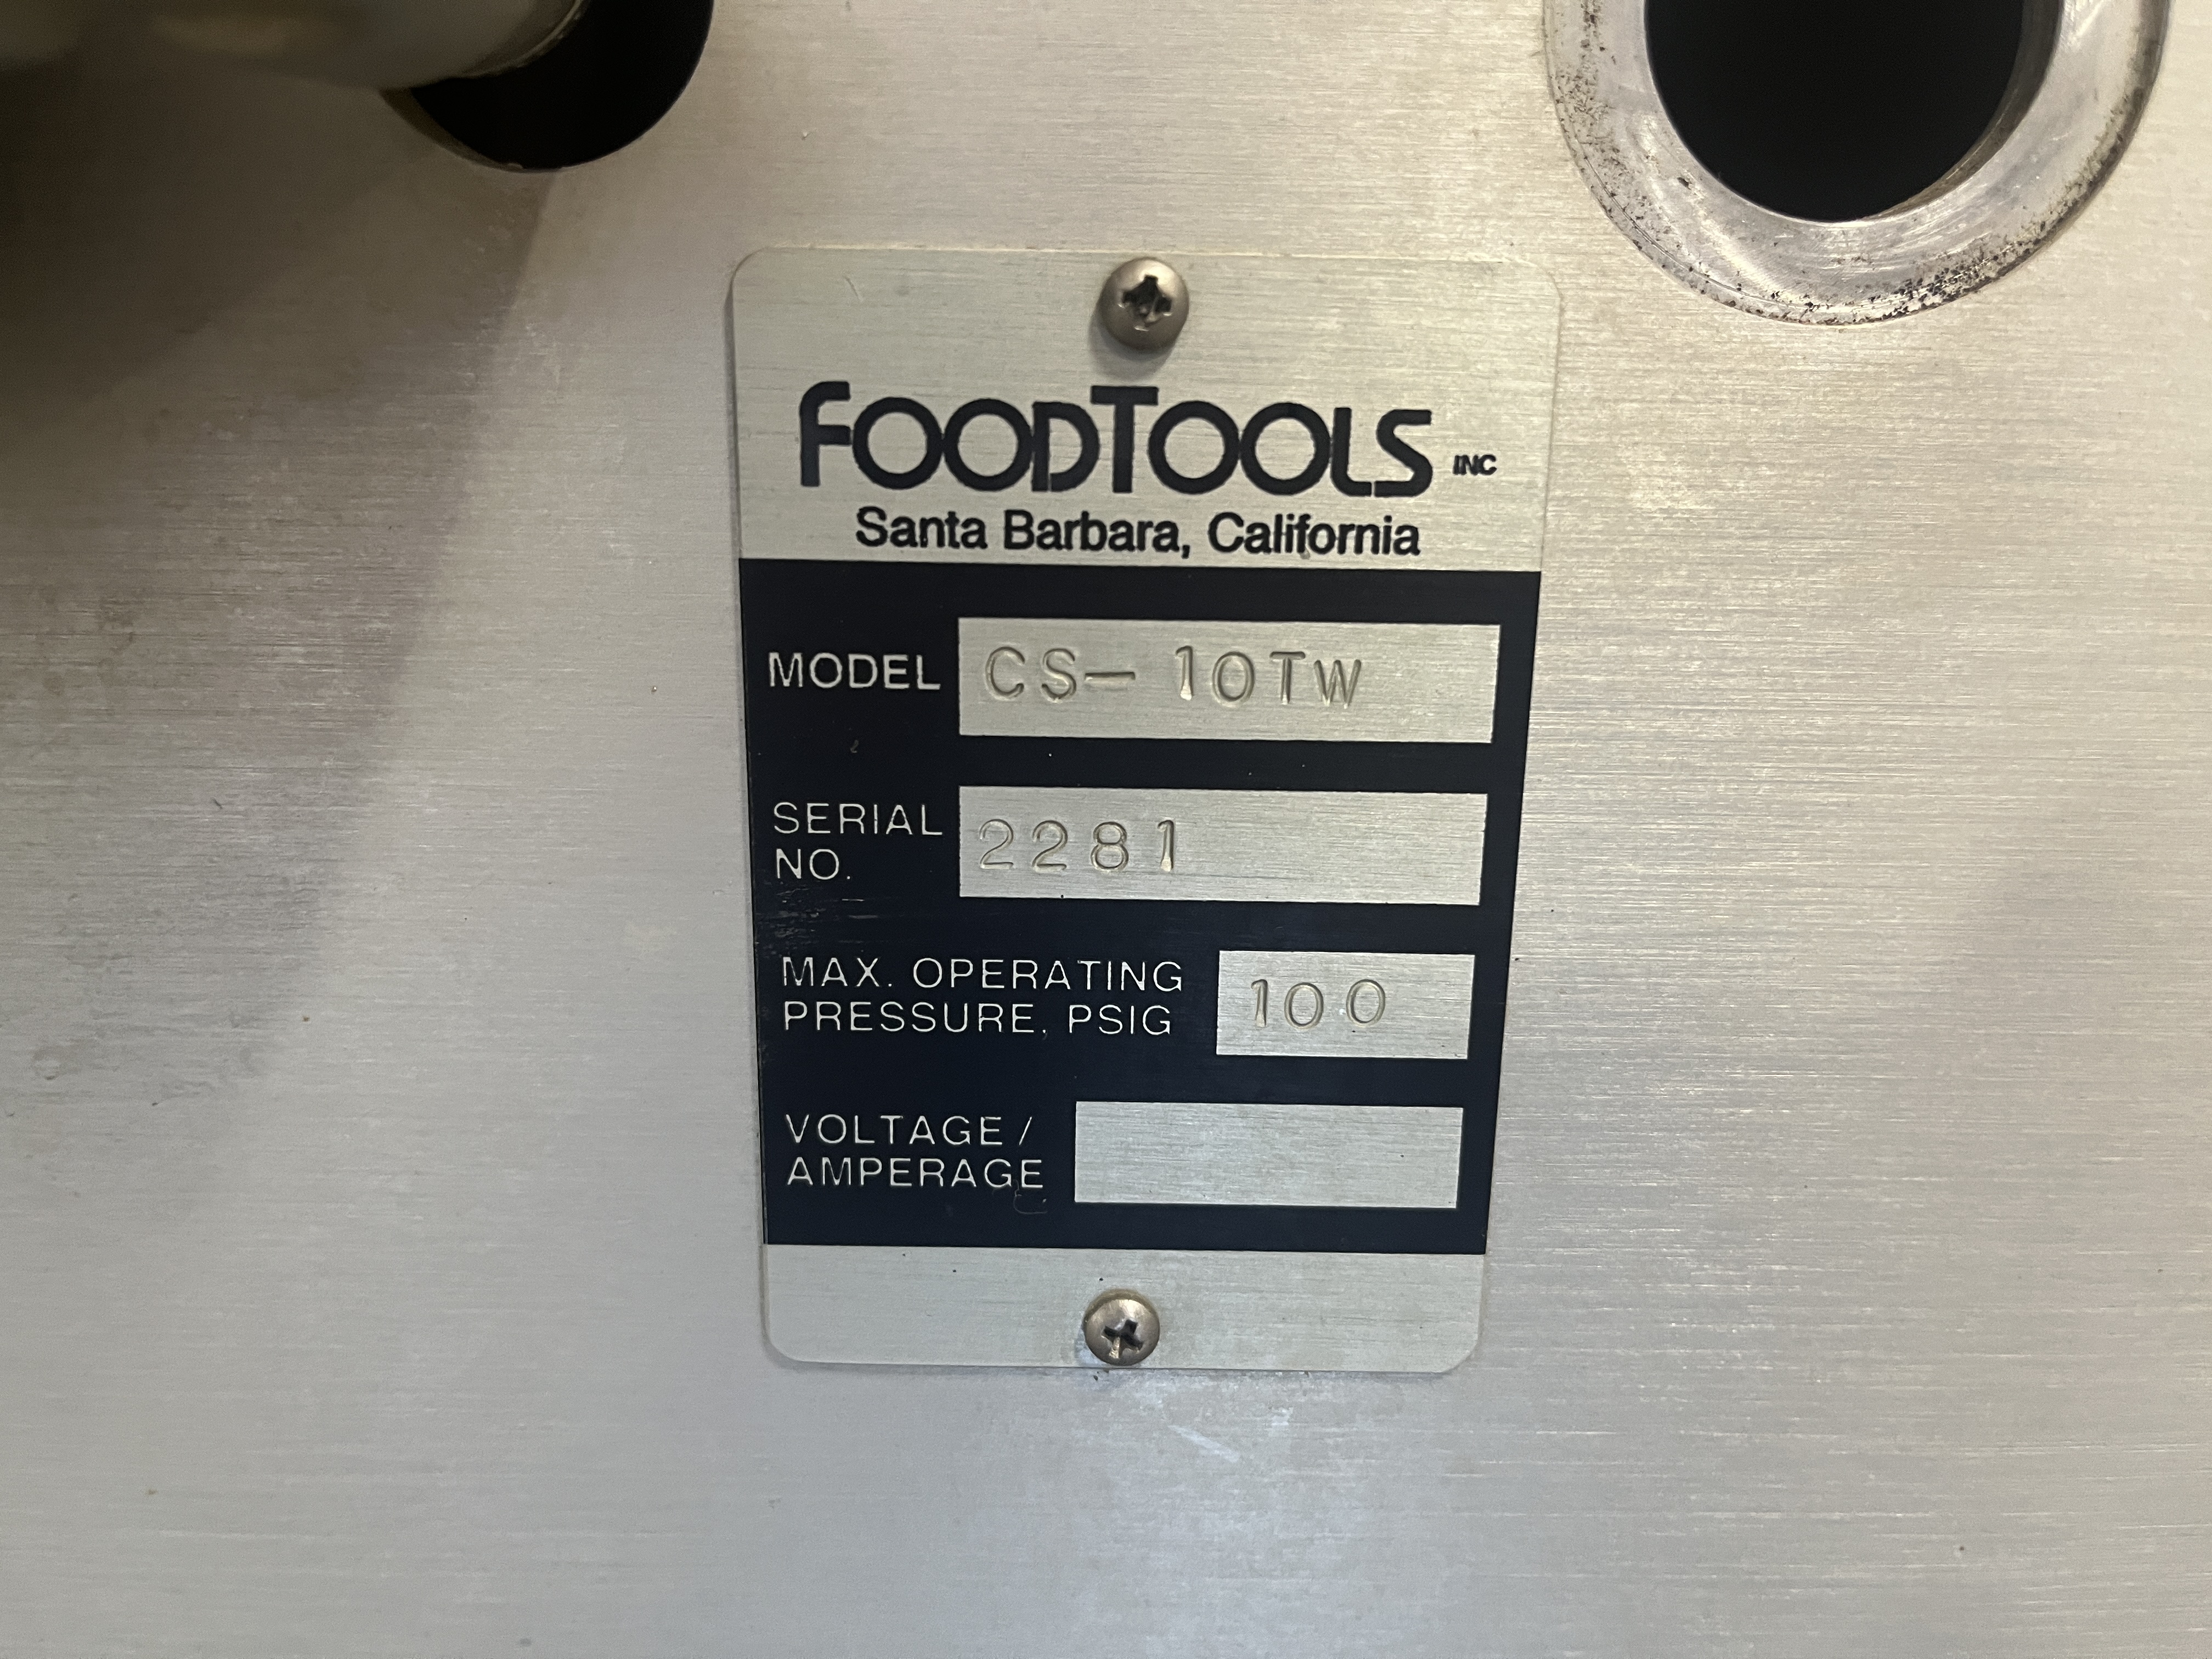 FOODTOOLS INC
Santa Barbara, California
MODEL CS-10TW
SERIAL NO. 2281
MAX. OPERATING PRESSURE, PSIG 100
VOLTAGE / AMPERAGE